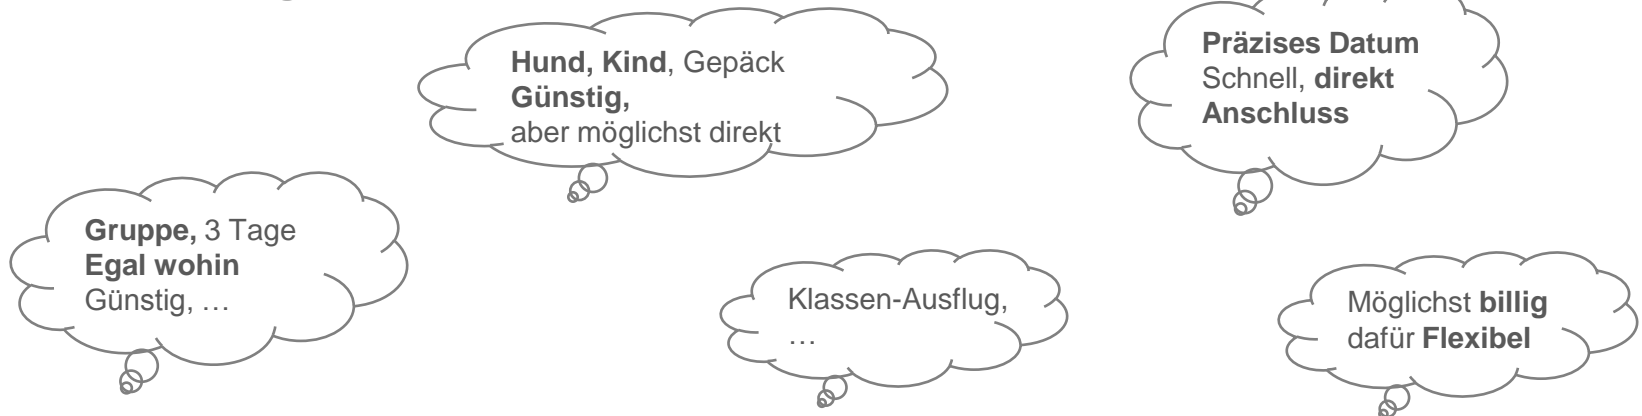 Hund, Kind, Gepäck
Günstig,
aber möglichst direkt
Präzises Datum
Schnell, direkt
Anschluss
Gruppe, 3 Tage
Egal wohin
Günstig, …
Klassen-Ausflug,
…
Möglichst billig
dafür Flexibel